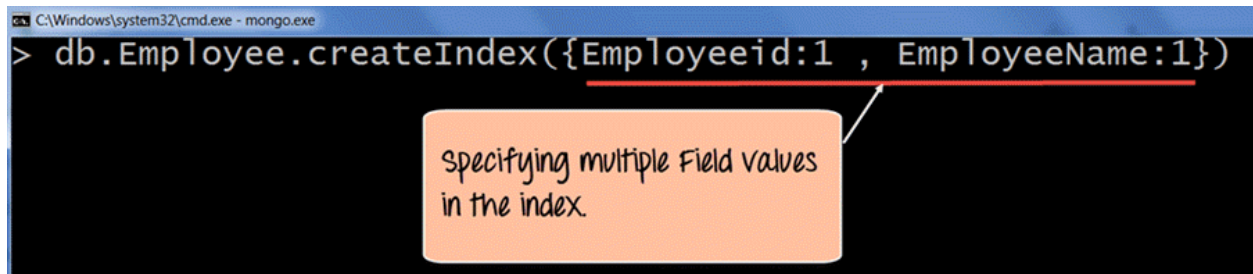 C:\Windows\system32\cmd.exe - mongo.exe
> db.Employee.createIndex({Employeeid:1 , EmployeeName:1})
Specifying multiple Field values
in the index.